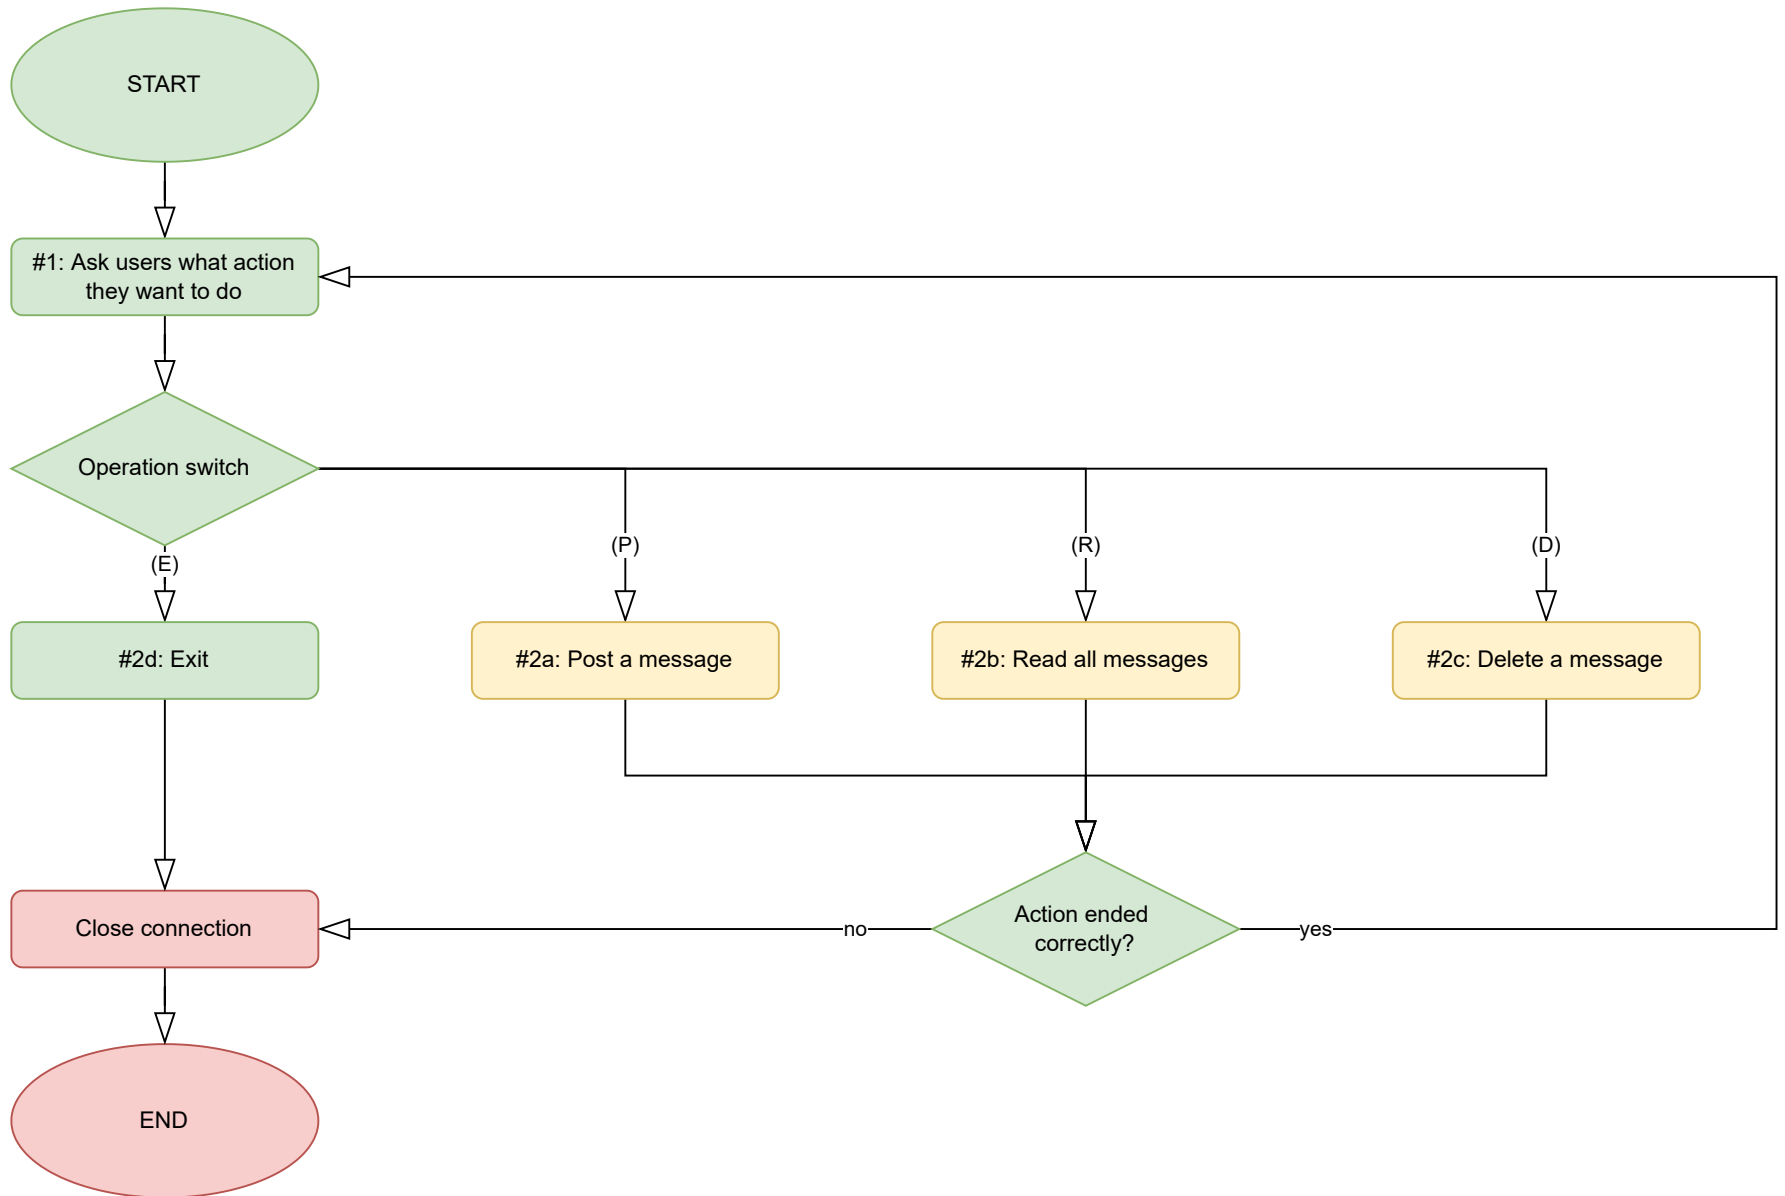 START
#1: Ask users what action
they want to do
Operation switch
(E)
(P)
(R)
(D)
#2d: Exit
#2a: Post a message
#2b: Read all messages
#2c: Delete a message
Close connection
no
Action ended
correctly?
yes
END